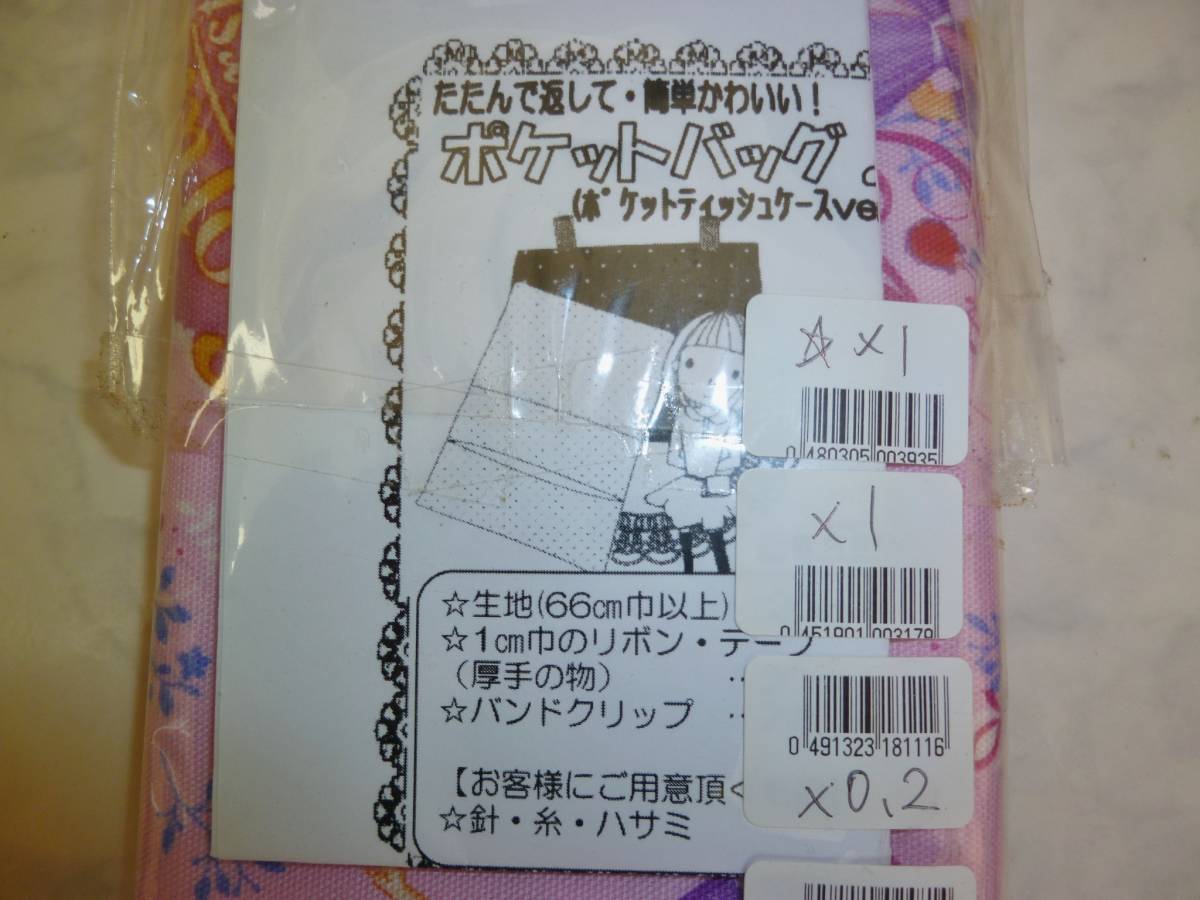 たたんで返して・簡単かわいい！
ポケットバッグ
(ポケットティッシュケースve
☆ x 1
0 480305 003935
x 1
0 451901 003179
☆生地(66cm巾以上)
☆1cm巾のリボン・テープ
（厚手の物） ‥
☆バンドクリップ ‥
0 491323 181116
x 0,2
【お客様にご用意頂く
☆針・糸・ハサミ